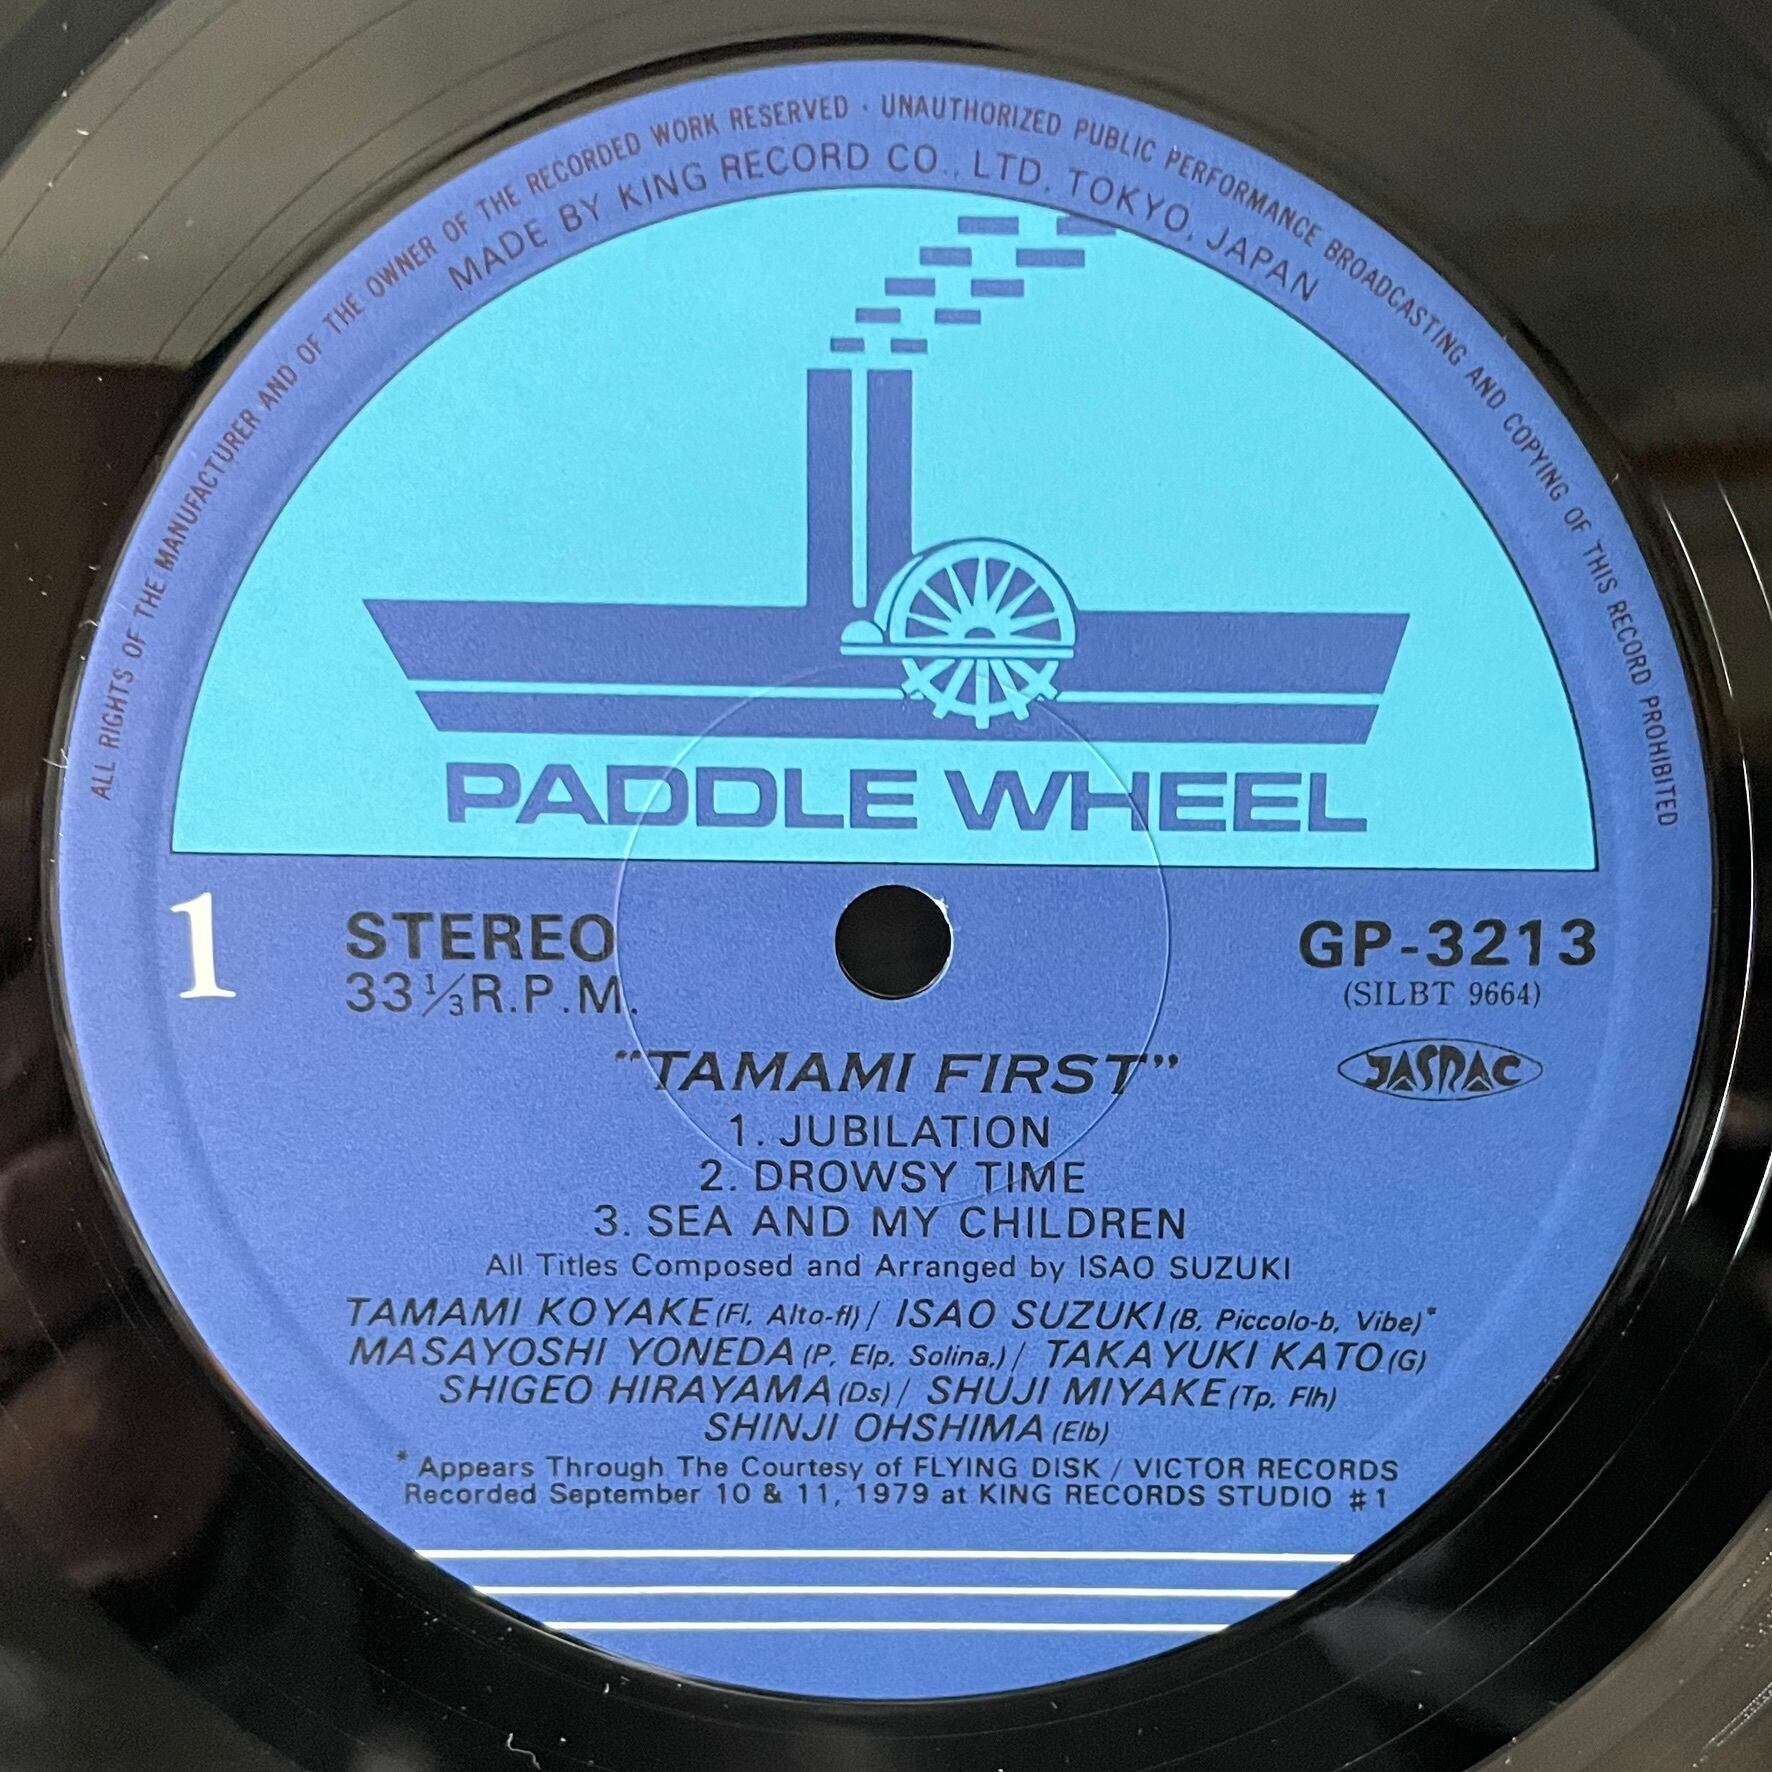 ALL RIGHTS OF THE MANUFACTURER AND OF THE OWNER OF THE RECORDED WORK RESERVED · UNAUTHORIZED PUBLIC PERFORMANCE BROADCASTING AND COPYING OF THIS RECORD PROHIBITED
MADE BY KING RECORD CO., LTD. TOKYO, JAPAN
PADDLE WHEEL
1
STEREO
33⅓R.P.M.
GP-3213
(SILBT 9664)
JASRAC
"TAMAMI FIRST"
1. JUBILATION
2. DROWSY TIME
3. SEA AND MY CHILDREN
All Titles Composed and Arranged by ISAO SUZUKI
TAMAMI KOYAKE (Fl, Alto-fl) / ISAO SUZUKI (B, Piccolo-b, Vibe)*
MASAYOSHI YONEDA (P, Elp, Solina.) / TAKAYUKI KATO (G)
SHIGEO HIRAYAMA (Ds) / SHUJI MIYAKE (Tp, Flh)
SHINJI OHSHIMA (Elb)
* Appears Through The Courtesy of FLYING DISK / VICTOR RECORDS
Recorded September 10 & 11, 1979 at KING RECORDS STUDIO #1